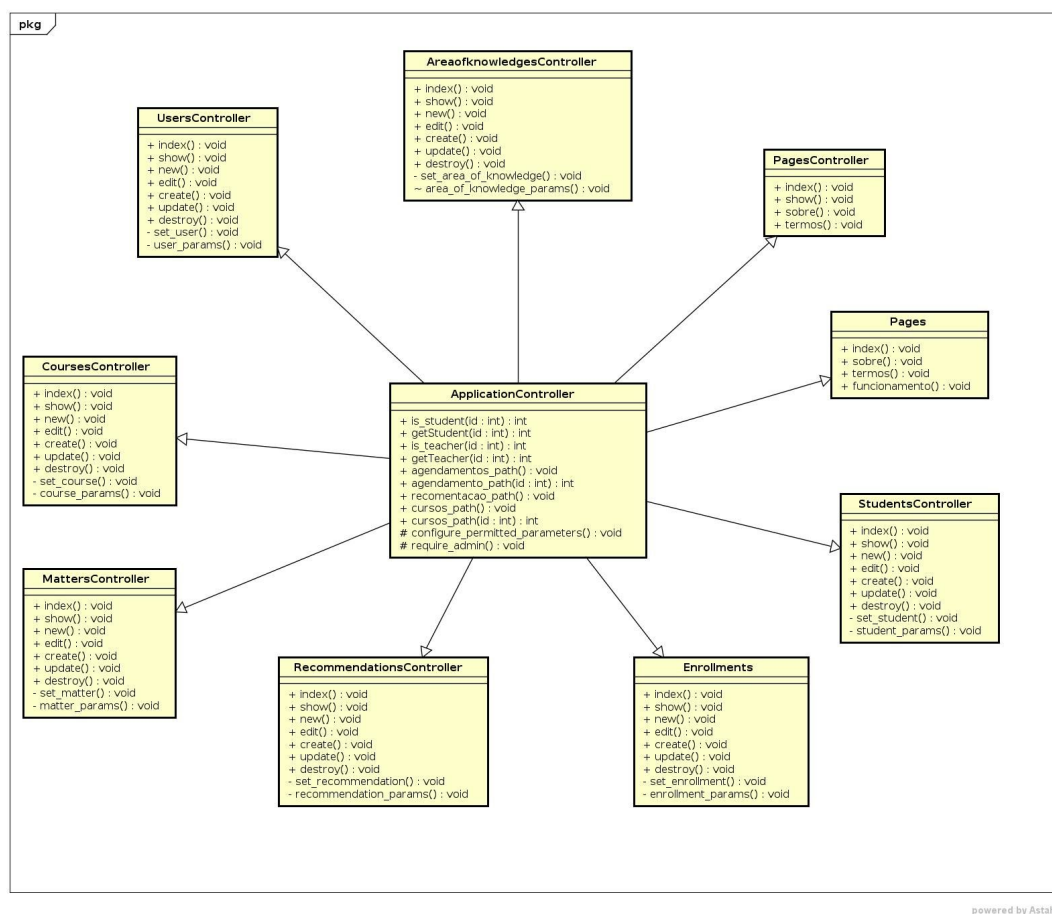 pkg
AreaofknowledgesController
+ index() : void
+ show() : void
+ new() : void
+ edit() : void
+ create() : void
+ update() : void
+ destroy() : void
- set_area_of_knowledge() : void
~ area_of_knowledge_params() : void
UsersController
+ index() : void
+ show() : void
+ new() : void
+ edit() : void
+ create() : void
+ update() : void
+ destroy() : void
- set_user() : void
- user_params() : void
PagesController
+ index() : void
+ show() : void
+ sobre() : void
+ termos() : void
Pages
+ index() : void
+ sobre() : void
+ termos() : void
+ funcionamento() : void
CoursesController
+ index() : void
+ show() : void
+ new() : void
+ edit() : void
+ create() : void
+ update() : void
+ destroy() : void
- set_course() : void
- course_params() : void
ApplicationController
+ is_student(id : int) : int
+ getStudent(id : int) : int
+ is_teacher(id : int) : int
+ getTeacher(id : int) : int
+ agendamentos_path() : void
+ agendamento_path(id : int) : int
+ recomentacao_path() : void
+ cursos_path() : void
+ cursos_path(id : int) : int
# configure_permitted_parameters() : void
# require_admin() : void
StudentsController
+ index() : void
+ show() : void
+ new() : void
+ edit() : void
+ create() : void
+ update() : void
+ destroy() : void
- set_student() : void
- student_params() : void
MattersController
+ index() : void
+ show() : void
+ new() : void
+ edit() : void
+ create() : void
+ update() : void
+ destroy() : void
- set_matter() : void
- matter_params() : void
RecommendationsController
+ index() : void
+ show() : void
+ new() : void
+ edit() : void
+ create() : void
+ update() : void
+ destroy() : void
- set_recommendation() : void
- recommendation_params() : void
Enrollments
+ index() : void
+ show() : void
+ new() : void
+ edit() : void
+ create() : void
+ update() : void
+ destroy() : void
- set_enrollment() : void
- enrollment_params() : void
powered by Astah